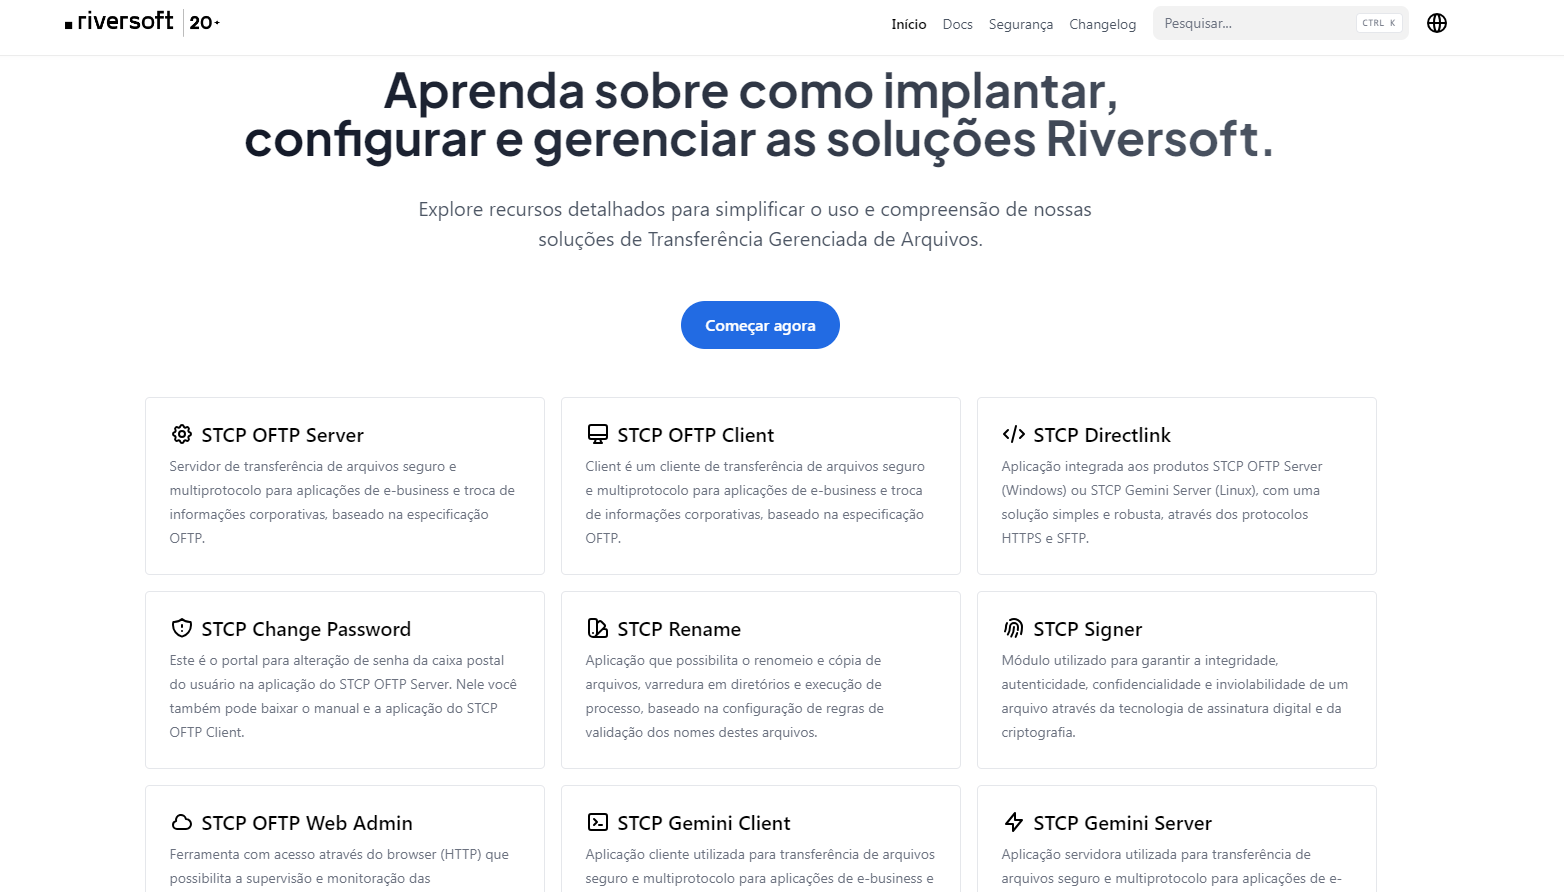 riversoft 20+
Início Docs Segurança Changelog Pesquisar... CTRL K
Aprenda sobre como implantar,
configurar e gerenciar as soluções Riversoft.
Explore recursos detalhados para simplificar o uso e compreensão de nossas
soluções de Transferência Gerenciada de Arquivos.
Começar agora
STCP OFTP Server
Servidor de transferência de arquivos seguro e
multiprotocolo para aplicações de e-business e troca de
informações corporativas, baseado na especificação
OFTP.
STCP OFTP Client
Client é um cliente de transferência de arquivos seguro
e multiprotocolo para aplicações de e-business e troca
de informações corporativas, baseado na especificação
OFTP.
STCP Directlink
Aplicação integrada aos produtos STCP OFTP Server
(Windows) ou STCP Gemini Server (Linux), com uma
solução simples e robusta, através dos protocolos
HTTPS e SFTP.
STCP Change Password
Este é o portal para alteração de senha da caixa postal
do usuário na aplicação do STCP OFTP Server. Nele você
também pode baixar o manual e a aplicação do STCP
OFTP Client.
STCP Rename
Aplicação que possibilita o renomeio e cópia de
arquivos, varredura em diretórios e execução de
processo, baseado na configuração de regras de
validação dos nomes destes arquivos.
STCP Signer
Módulo utilizado para garantir a integridade,
autenticidade, confidencialidade e inviolabilidade de um
arquivo através da tecnologia de assinatura digital e da
criptografia.
STCP OFTP Web Admin
Ferramenta com acesso através do browser (HTTP) que
possibilita a supervisão e monitoração das
STCP Gemini Client
Aplicação cliente utilizada para transferência de arquivos
seguro e multiprotocolo para aplicações de e-business e
STCP Gemini Server
Aplicação servidora utilizada para transferência de
arquivos seguro e multiprotocolo para aplicações de e-